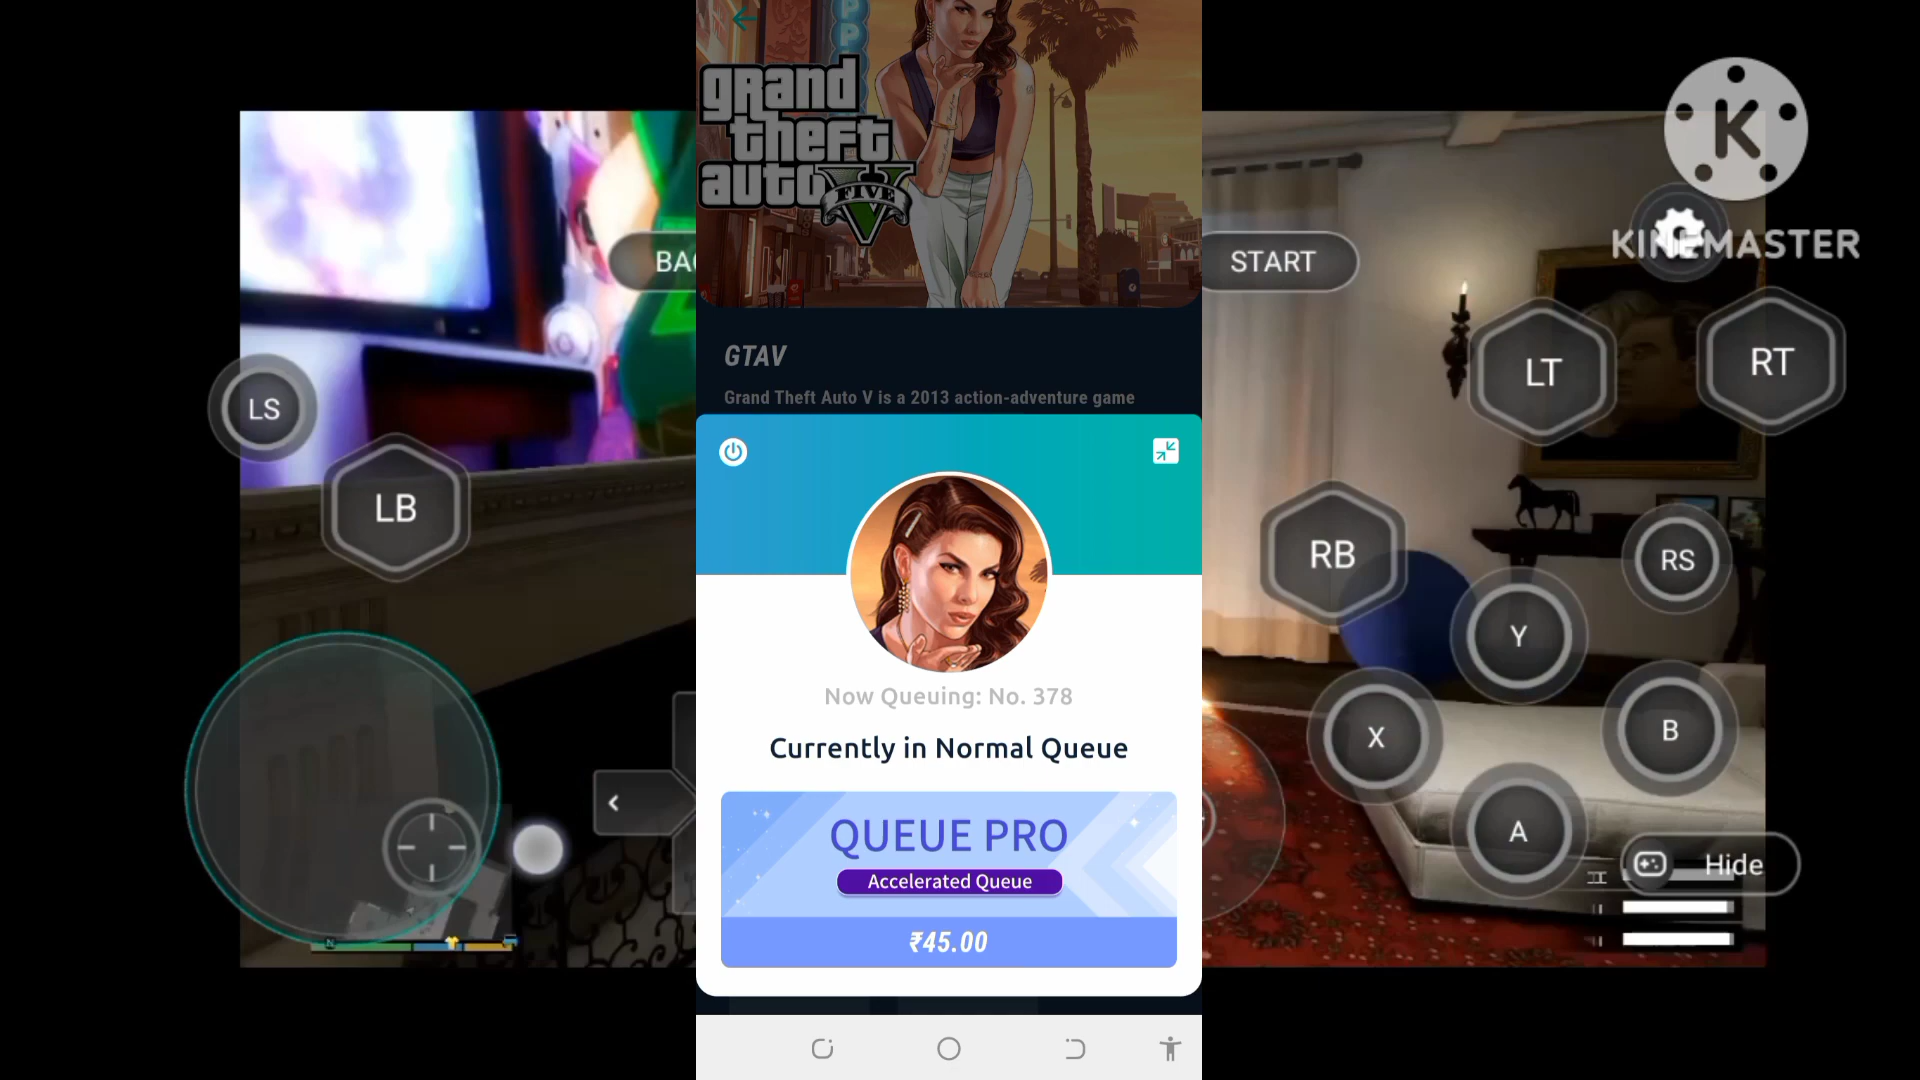 grand
theft
auto
FIVE
BAC
START
KINEMASTER
K
LT
RT
LS
GTAV
Grand Theft Auto V is a 2013 action-adventure game
LB
RB
RS
Y
Now Queuing: No. 378
X
B
Currently in Normal Queue
QUEUE PRO
A
Hide
Accelerated Queue
₹45.00
N